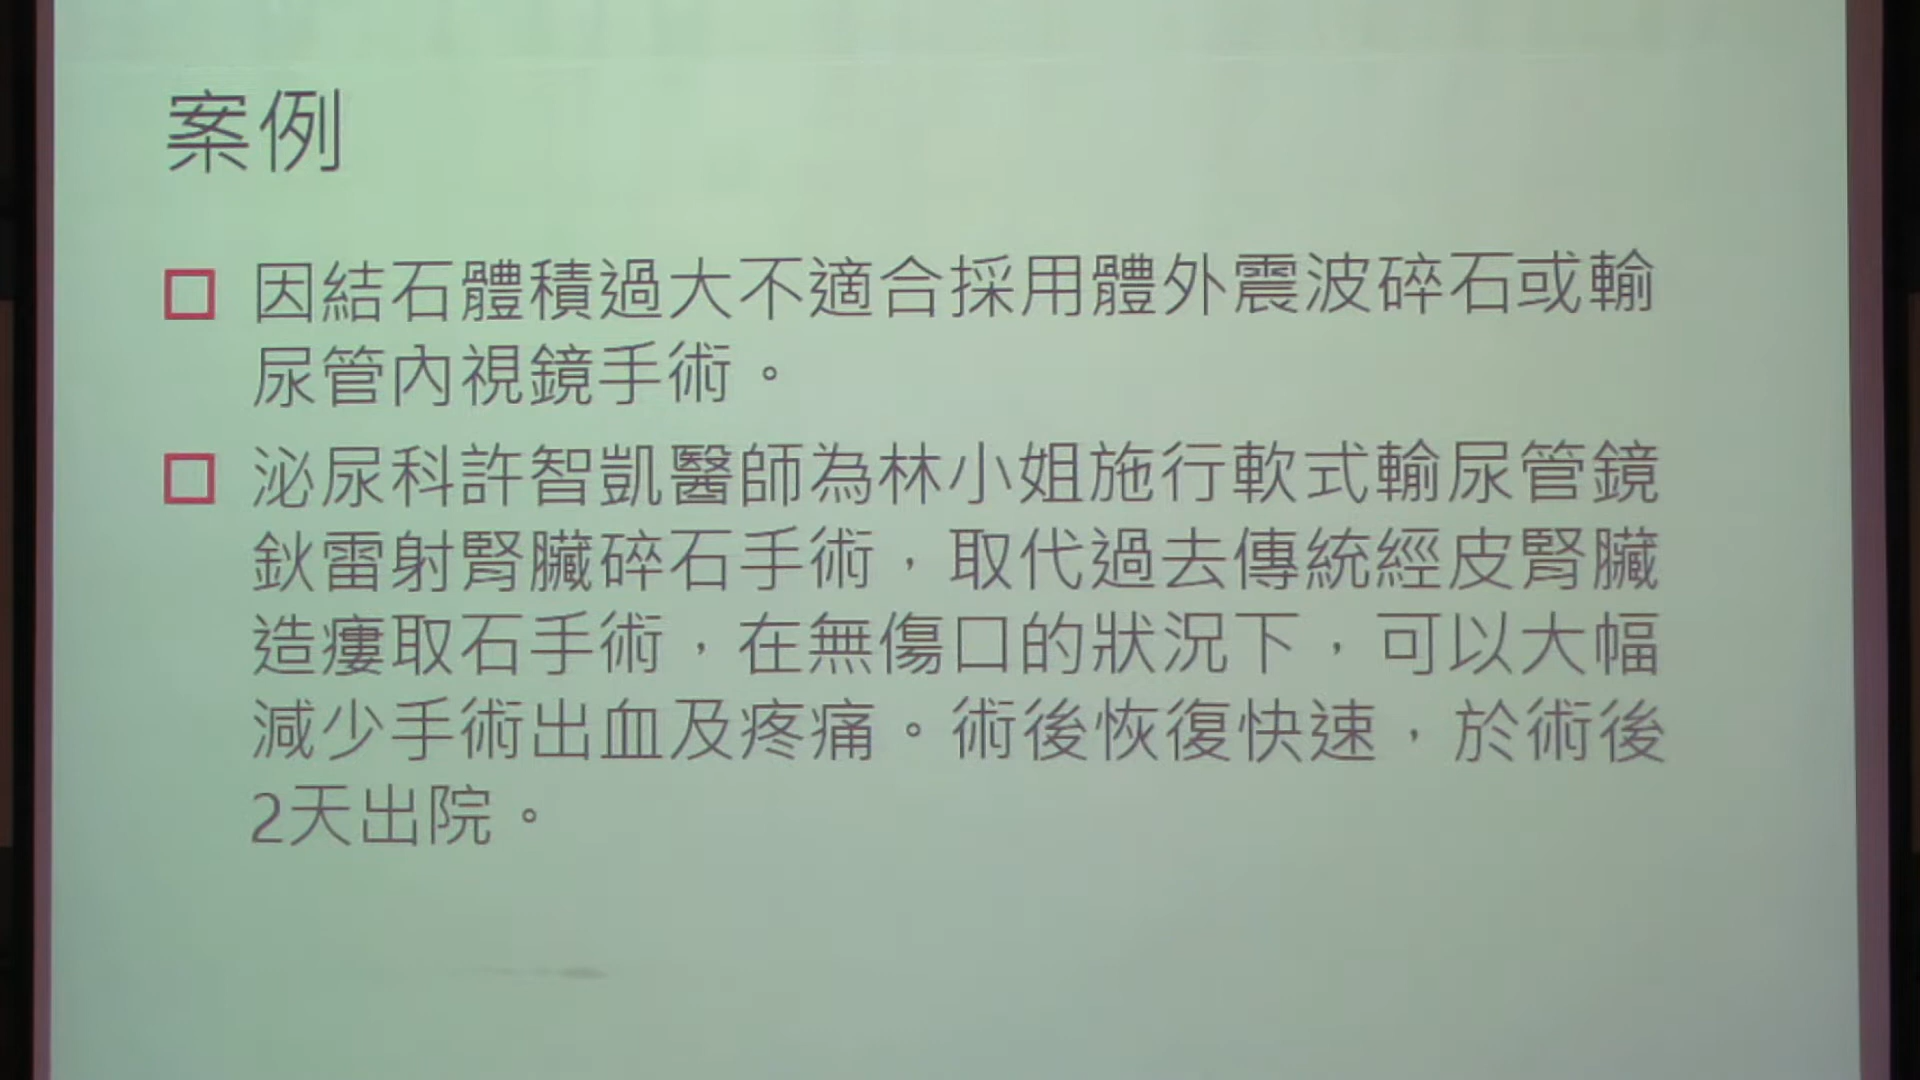 案例
因結石體積過大不適合採用體外震波碎石或輸
尿管內視鏡手術。
泌尿科許智凱醫師為林小姐施行軟式輸尿管鏡
鈥雷射腎臟碎石手術，取代過去傳統經皮腎臟
造瘻取石手術，在無傷口的狀況下，可以大幅
減少手術出血及疼痛。術後恢復快速，於術後
2天出院。